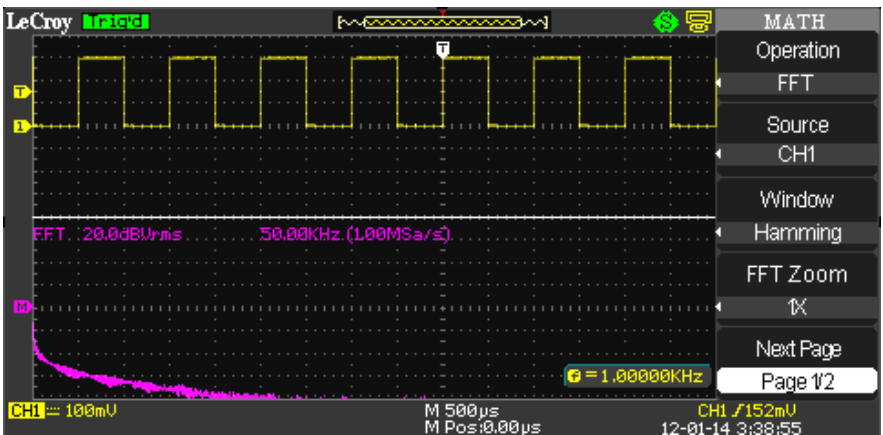 LeCroy Trig'd MATH
T
Operation
FFT
T
1
Source
CH1
Window
FFT 20.0dBVrms 50.00KHz (1.00MSa/s)
Hamming
FFT Zoom
M
1X
Next Page
f = 1.00000KHz
Page 1/2
CH1 100mV M 500µs CH1 152mV
M Pos:0.00µs 12-01-14 3:38:55